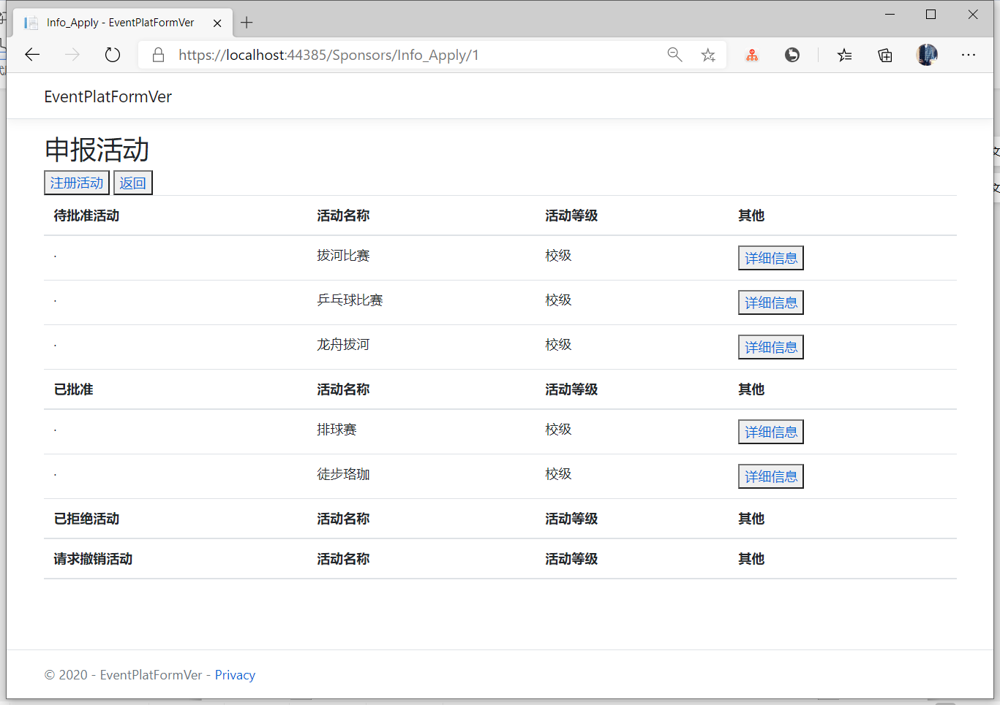 Info_Apply - EventPlatFormVer
https://localhost:44385/Sponsors/Info_Apply/1
EventPlatFormVer
申报活动
注册活动 返回
待批准活动 活动名称 活动等级 其他
· 拔河比赛 校级 详细信息
· 乒乓球比赛 校级 详细信息
· 龙舟拔河 校级 详细信息
已批准 活动名称 活动等级 其他
· 排球赛 校级 详细信息
· 徒步珞珈 校级 详细信息
已拒绝活动 活动名称 活动等级 其他
请求撤销活动 活动名称 活动等级 其他
© 2020 - EventPlatFormVer - Privacy